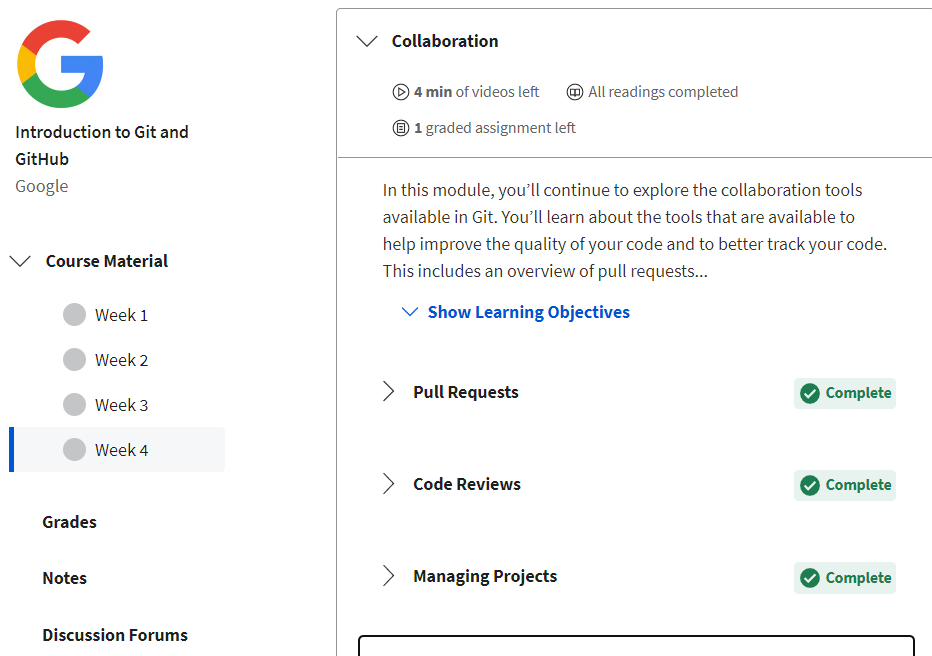 Introduction to Git and
GitHub
Google
Course Material
Week 1
Week 2
Week 3
Week 4
Grades
Notes
Discussion Forums
Collaboration
4 min of videos left
All readings completed
1 graded assignment left
In this module, you’ll continue to explore the collaboration tools
available in Git. You’ll learn about the tools that are available to
help improve the quality of your code and to better track your code.
This includes an overview of pull requests...
Show Learning Objectives
Pull Requests
Complete
Code Reviews
Complete
Managing Projects
Complete